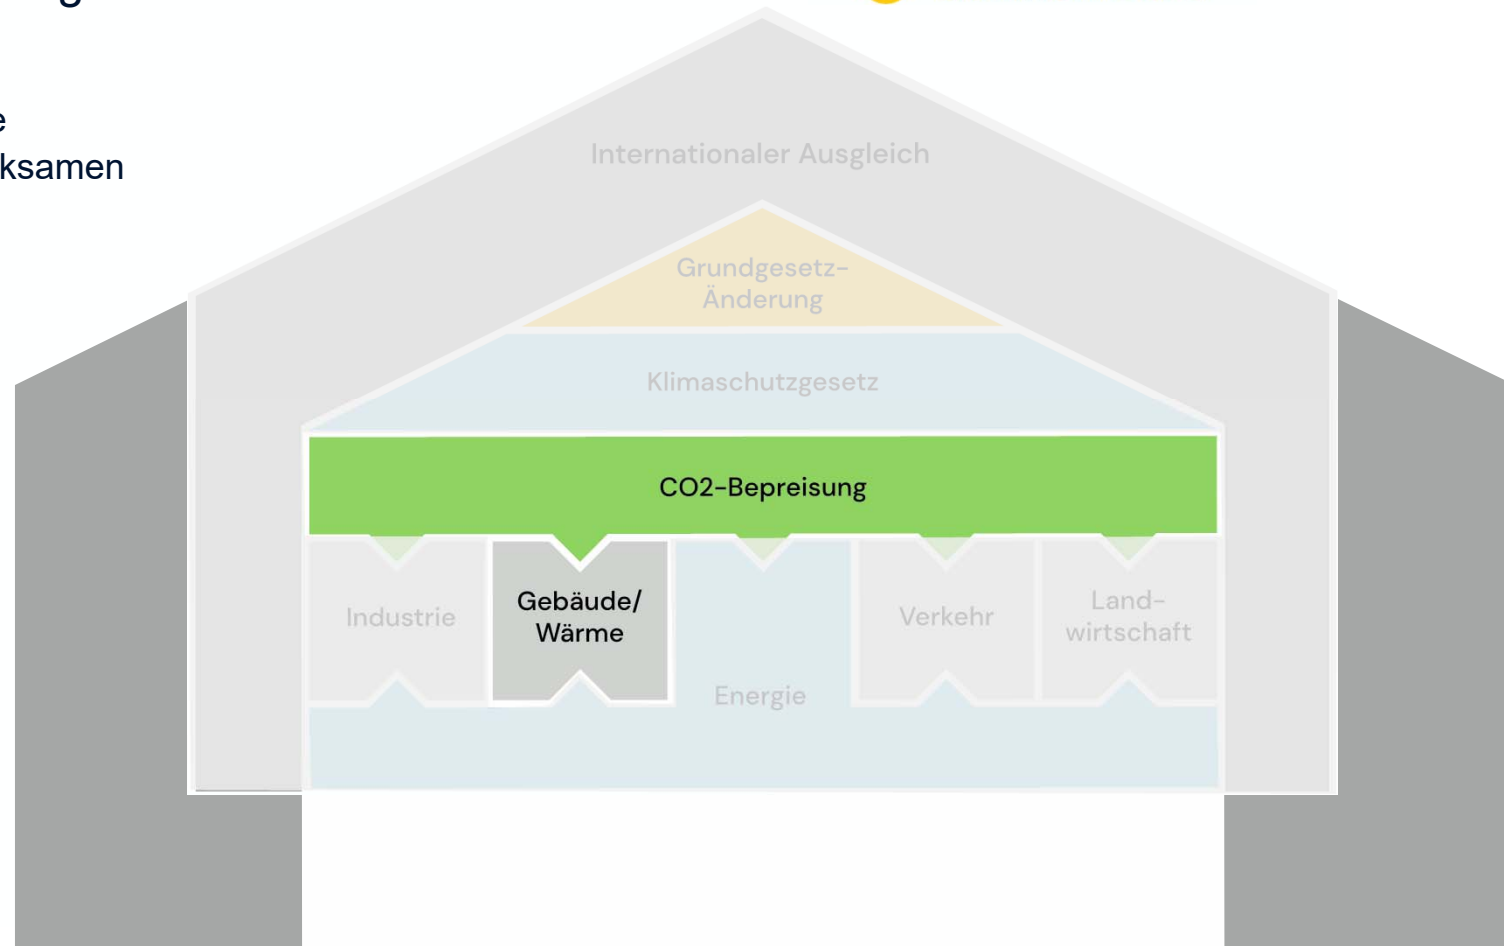 g
e
ksamen
Internationaler Ausgleich
Grundgesetz-
Änderung
Klimaschutzgesetz
CO2-Bepreisung
Industrie
Gebäude/
Wärme
Energie
Verkehr
Land-
wirtschaft